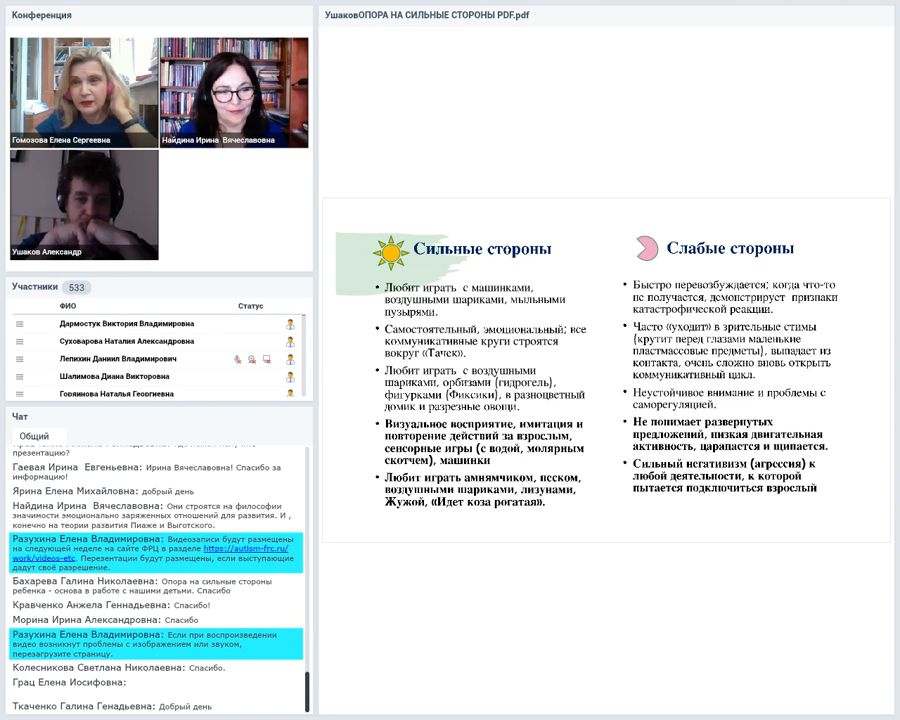 Конференция
Гомозова Елена Сергеевна
Найдина Ирина Вячеславовна
Ушаков Александр
Участники 533
ФИО Статус
Дармостук Виктория Владимировна
Суховарова Наталия Александровна
Лепихин Даниил Владимирович
Шалимова Диана Викторовна
Горяинова Наталья Георгиевна
Чат
Общий
презентацию?
Гаевая Ирина Евгеньевна: Ирина Вячеславовна! Спасибо за
информацию!
Ярина Елена Михайловна: добрый день
Найдина Ирина Вячеславовна: Они строятся на философии
значимости эмоционально заряженных отношений для развития. И ,
конечно на теории развития Пиаже и Выготского.
Разухина Елена Владимировна: Видеозаписи будут размещены
на следующей неделе на сайте ФРЦ в разделе https://autism-frc.ru/
work/videos-etc. Перезентации будут размещены, если выступающие
дадут своё разрешение.
Бахарева Галина Николаевна: Опора на сильные стороны
ребенка - основа в работе с нашими детьми. Спасибо
Кравченко Анжела Геннадьевна: Спасибо!
Морина Ирина Александровна: Спасибо
Разухина Елена Владимировна: Если при воспроизведении
видео возникнут проблемы с изображением или звуком,
перезагрузите страницу.
Колесникова Светлана Николаевна: Спасибо.
Грац Елена Иосифовна:
Ткаченко Галина Генадьевна: Добрый день
УшаковОПОРА НА СИЛЬНЫЕ СТОРОНЫ PDF.pdf
Сильные стороны
• Любит играть с машинками,
воздушными шариками, мыльными
пузырями.
• Самостоятельный, эмоциональный; все
коммуникативные круги строятся
вокруг «Тачек».
• Любит играть с воздушными
шариками, орбизами (гидрогель),
фигурками (Фиксики), в разноцветный
домик и разрезные овощи.
• Визуальное восприятие, имитация и
повторение действий за взрослым,
сенсорные игры (с водой, молярным
скотчем), машинки
• Любит играть амнямчиком, песком,
воздушными шариками, лизунами,
Жужой, «Идет коза рогатая».
Слабые стороны
• Быстро перевозбуждается; когда что-то
не получается, демонстрирует признаки
катастрофической реакции.
• Часто «уходит» в зрительные стимы
(крутит перед глазами маленькие
пластмассовые предметы), выпадает из
контакта, очень сложно вновь открыть
коммуникативный цикл.
• Неустойчивое внимание и проблемы с
саморегуляцией.
• Не понимает развернутых
предложений, низкая двигательная
активность, царапается и щипается.
• Сильный негативизм (агрессия) к
любой деятельности, к которой
пытается подключиться взрослый